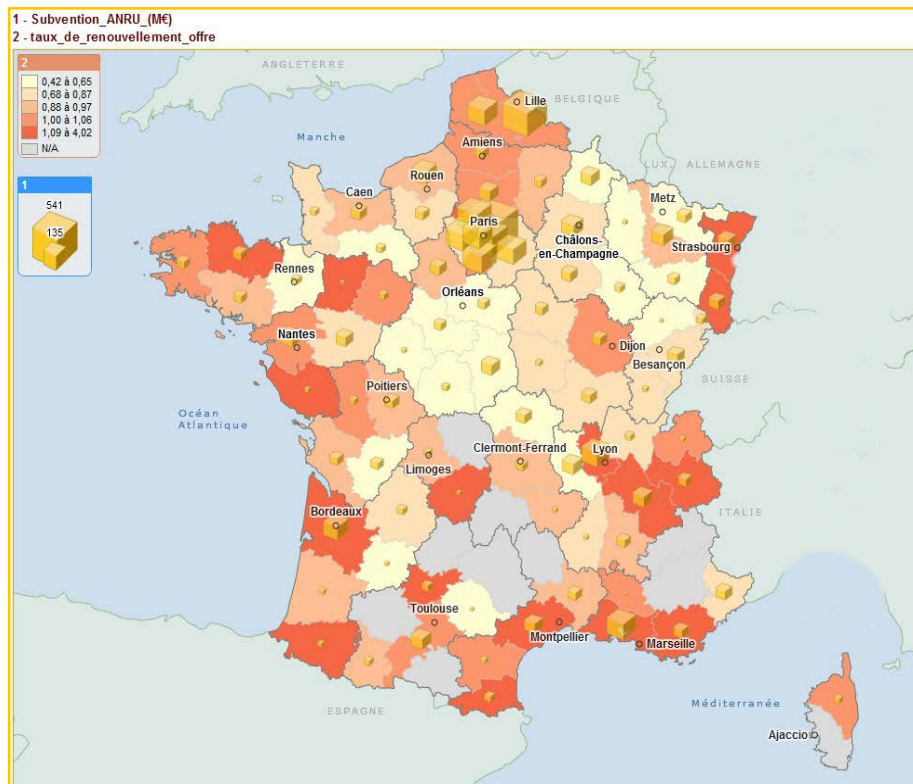 1 - Subvention_ANRU_(M€)
2 - taux_de_renouvellement_offre
2
0,42 à 0,65
0,68 à 0,87
0,88 à 0,97
1,00 à 1,06
1,09 à 4,02
N/A
1
541
135
ANGLETERRE
BELGIQUE
Lille
Manche
Amiens
LUX.
ALLEMAGNE
Rouen
Caen
Metz
Paris
Châlons-
en-Champagne
Strasbourg
Rennes
Orléans
Nantes
Dijon
Besançon
SUISSE
Poitiers
Océan
Atlantique
Clermont-Ferrand
Lyon
Limoges
Bordeaux
ITALIE
Toulouse
Montpellier
Marseille
ESPAGNE
Méditerranée
Ajaccio